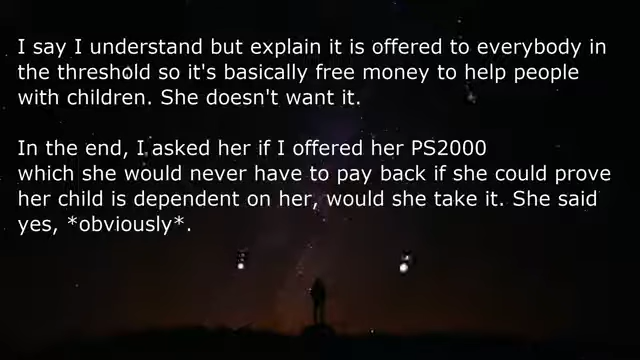 I say I understand but explain it is offered to everybody in
the threshold so it's basically free money to help people
with children. She doesn't want it.
In the end, I asked her if I offered her PS2000
which she would never have to pay back if she could prove
her child is dependent on her, would she take it. She said
yes, *obviously*.